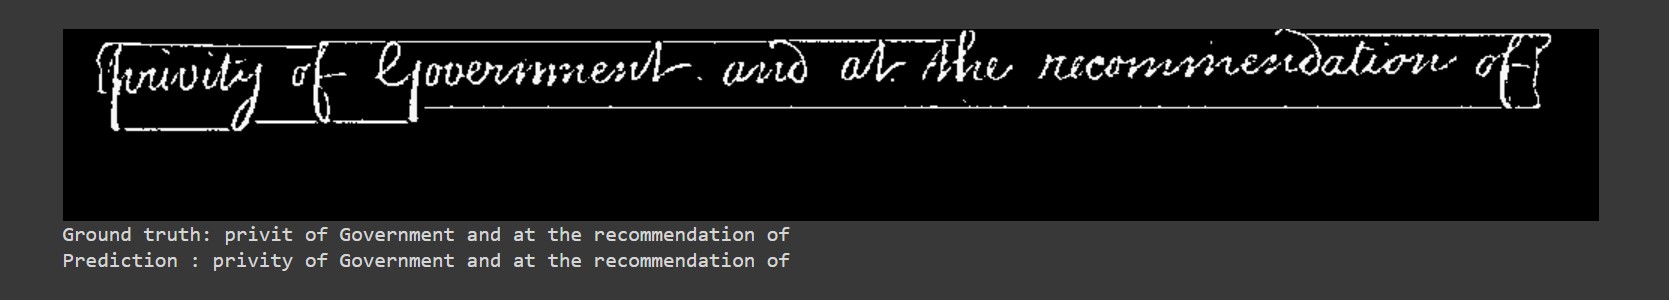 privity of Government and at the recommendation of
Ground truth: privit of Government and at the recommendation of
Prediction : privity of Government and at the recommendation of